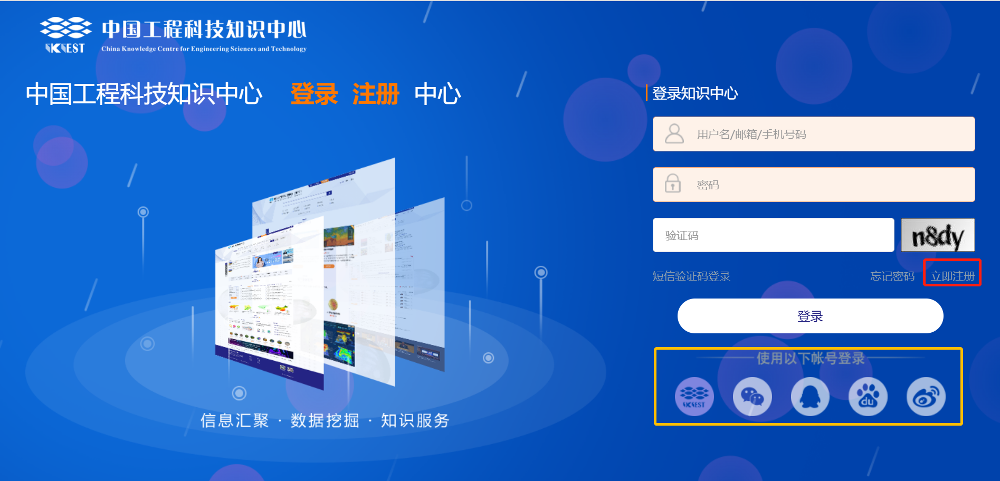 中国工程科技知识中心
IKCEST
China Knowledge Centre for Engineering Sciences and Technology
中国工程科技知识中心 登录 注册 中心
信息汇聚 · 数据挖掘 · 知识服务
登录知识中心
用户名/邮箱/手机号码
密码
验证码
n8dy
短信验证码登录
忘记密码
立即注册
登录
使用以下帐号登录
IKCEST
du